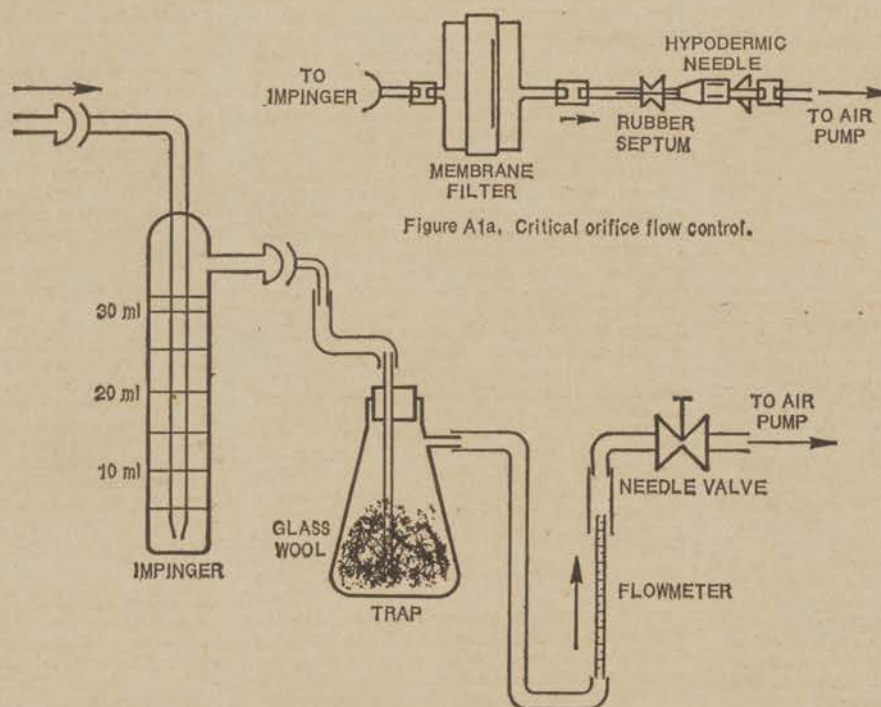 HYPODERMIC
NEEDLE
TO
IMPINGER
TO AIR
PUMP
RUBBER
SEPTUM
MEMBRANE
FILTER
Figure A1a. Critical orifice flow control.
30 ml
20 ml
10 ml
IMPINGER
GLASS
WOOL
TRAP
TO AIR
PUMP
NEEDLE VALVE
FLOWMETER